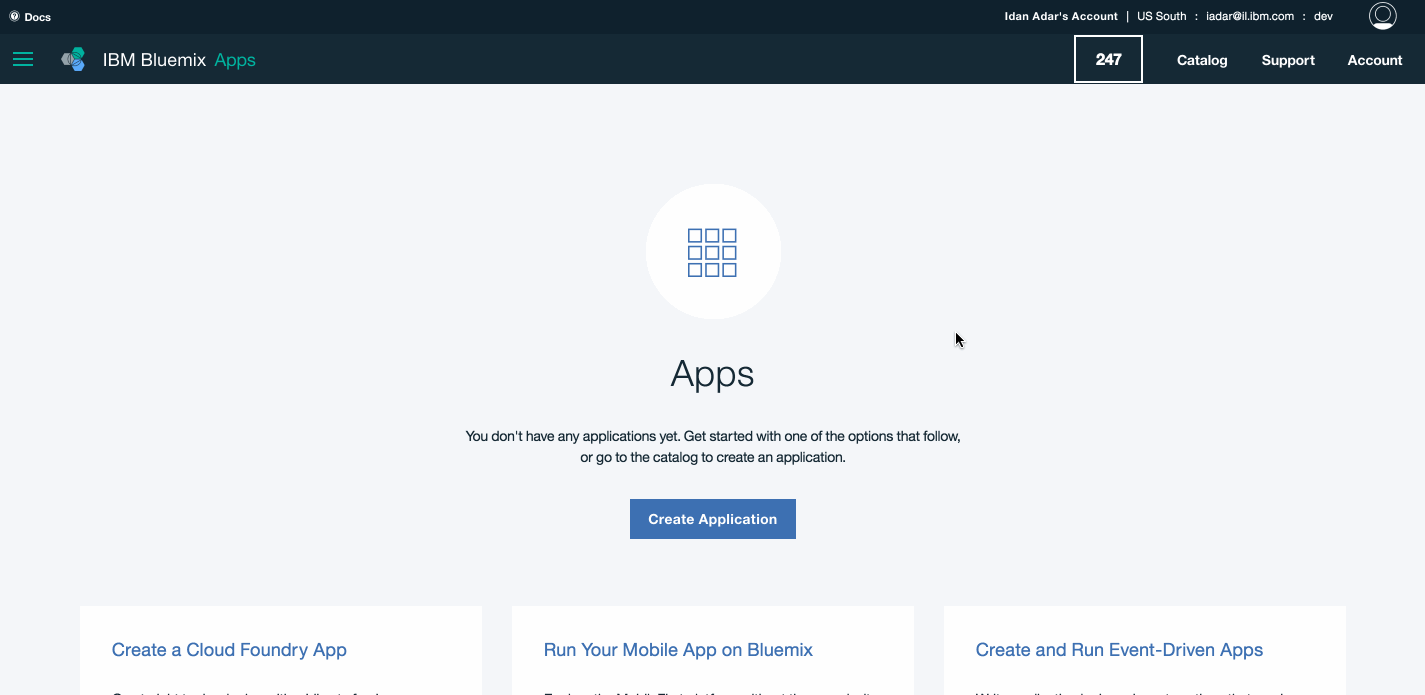 Docs
Idan Adar's Account | US South : iadar@il.ibm.com : dev
IBM Bluemix Apps
247
Catalog
Support
Account
Apps
You don't have any applications yet. Get started with one of the options that follow,
or go to the catalog to create an application.
Create Application
Create a Cloud Foundry App
Run Your Mobile App on Bluemix
Create and Run Event-Driven Apps